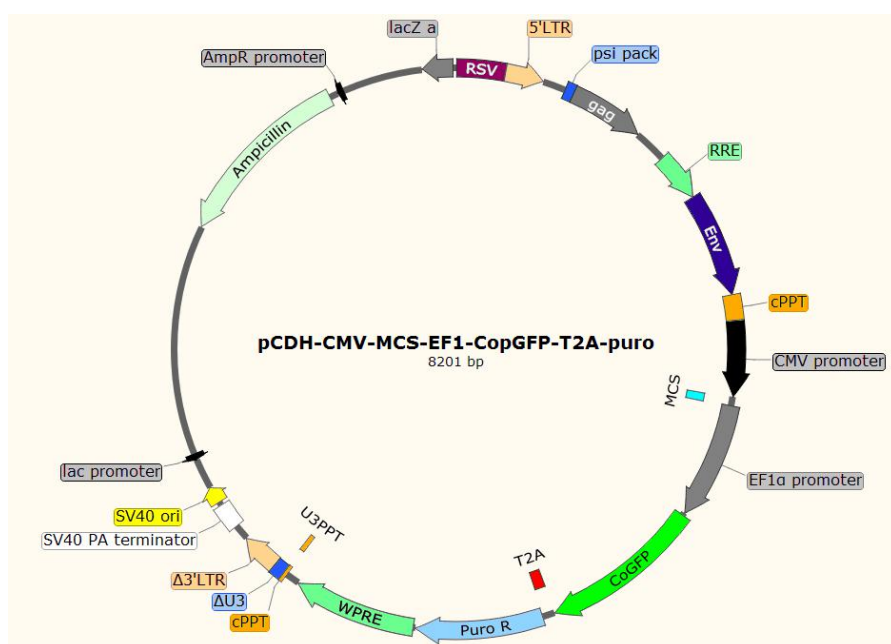 lacZ a
5'LTR
AmpR promoter
RSV
psi pack
gag
Ampicillin
RRE
Env
cPPT
pCDH-CMV-MCS-EF1-CopGFP-T2A-puro
8201 bp
CMV promoter
MCS
lac promoter
EF1α promoter
SV40 ori
U3PPT
SV40 PA terminator
T2A
CoGFP
Δ3'LTR
ΔU3
WPRE
cPPT
Puro R